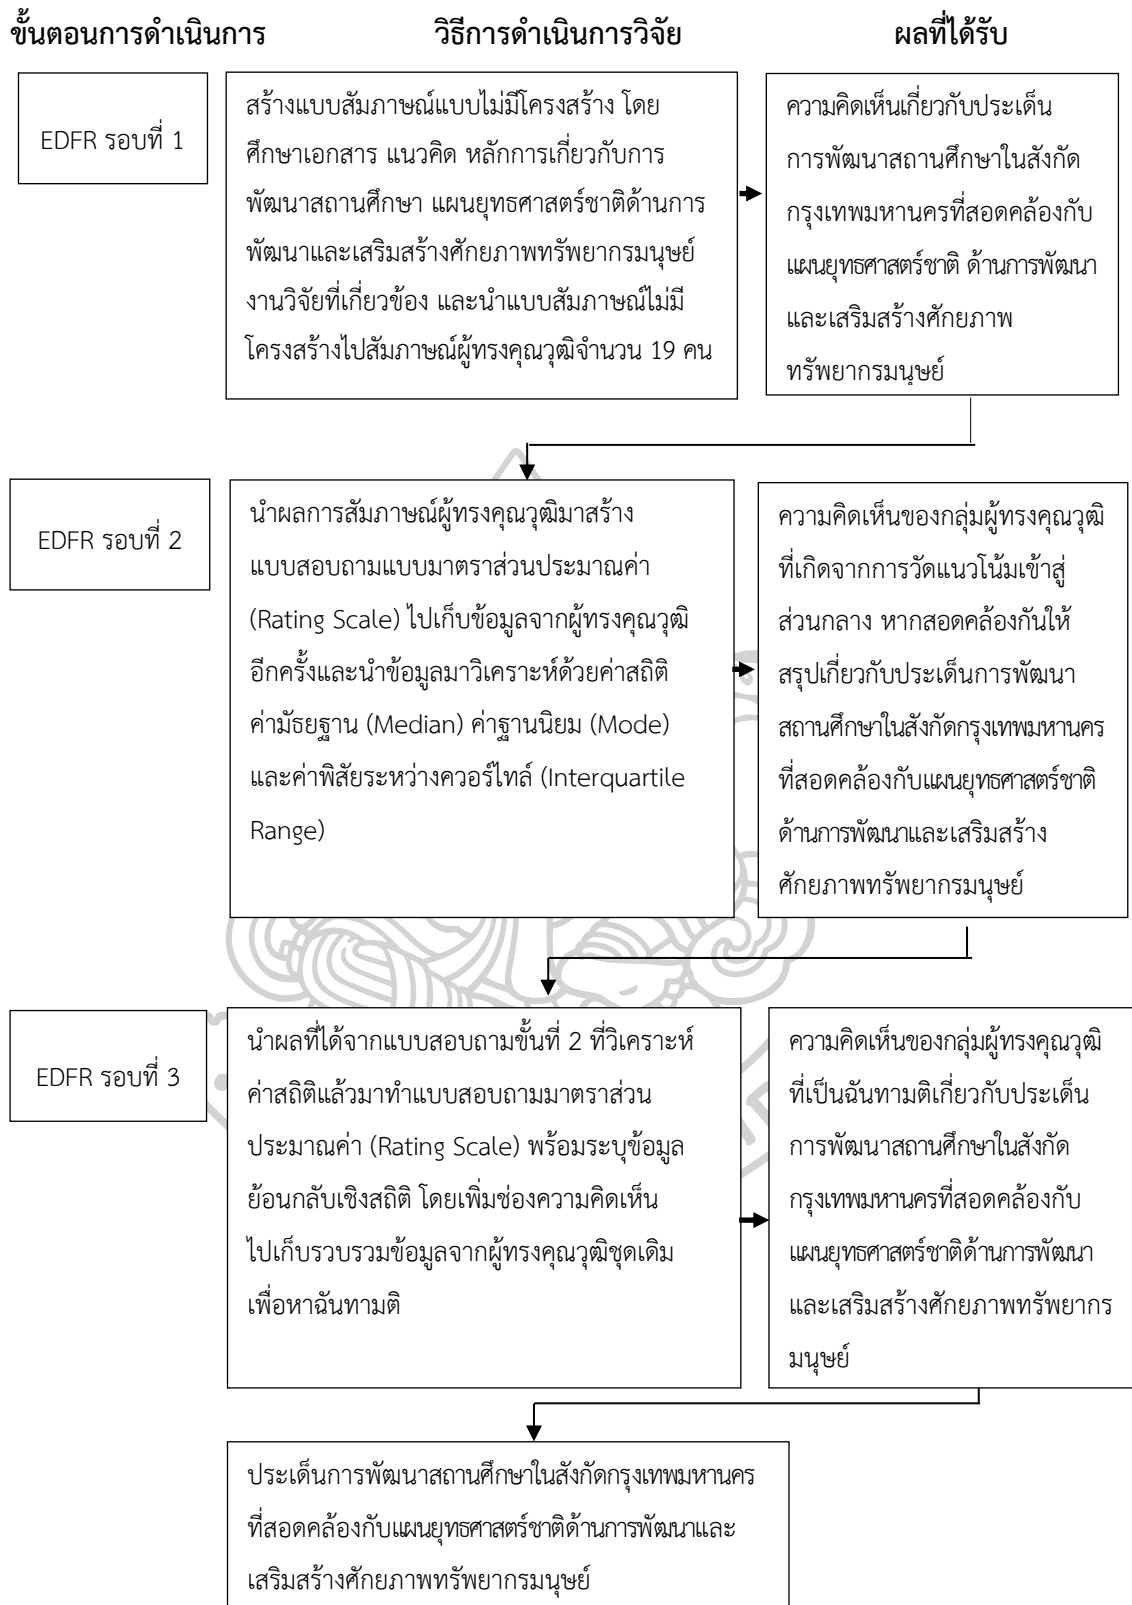 ขั้นตอนการดำเนินการ วิธีการดำเนินการวิจัย ผลที่ได้รับ
EDFR รอบที่ 1
สร้างแบบสัมภาษณ์แบบไม่มีโครงสร้าง โดย
ศึกษาเอกสาร แนวคิด หลักการเกี่ยวกับการ
พัฒนาสถานศึกษา แผนยุทธศาสตร์ชาติด้านการ
พัฒนาและเสริมสร้างศักยภาพทรัพยากรมนุษย์
งานวิจัยที่เกี่ยวข้อง และนำแบบสัมภาษณ์ไม่มี
โครงสร้างไปสัมภาษณ์ผู้ทรงคุณวุฒิจำนวน 19 คน
ความคิดเห็นเกี่ยวกับประเด็น
การพัฒนาสถานศึกษาในสังกัด
กรุงเทพมหานครที่สอดคล้องกับ
แผนยุทธศาสตร์ชาติ ด้านการพัฒนา
และเสริมสร้างศักยภาพ
ทรัพยากรมนุษย์
EDFR รอบที่ 2
นำผลการสัมภาษณ์ผู้ทรงคุณวุฒิมาสร้าง
แบบสอบถามแบบมาตราส่วนประมาณค่า
(Rating Scale) ไปเก็บข้อมูลจากผู้ทรงคุณวุฒิ
อีกครั้งและนำข้อมูลมาวิเคราะห์ด้วยค่าสถิติ
ค่ามัธยฐาน (Median) ค่าฐานนิยม (Mode)
และค่าพิสัยระหว่างควอร์ไทล์ (Interquartile
Range)
ความคิดเห็นของกลุ่มผู้ทรงคุณวุฒิ
ที่เกิดจากการวัดแนวโน้มเข้าสู่
ส่วนกลาง หากสอดคล้องกันให้
สรุปเกี่ยวกับประเด็นการพัฒนา
สถานศึกษาในสังกัดกรุงเทพมหานคร
ที่สอดคล้องกับแผนยุทธศาสตร์ชาติ
ด้านการพัฒนาและเสริมสร้าง
ศักยภาพทรัพยากรมนุษย์
EDFR รอบที่ 3
นำผลที่ได้จากแบบสอบถามขั้นที่ 2 ที่วิเคราะห์
ค่าสถิติแล้วมาทำแบบสอบถามมาตราส่วน
ประมาณค่า (Rating Scale) พร้อมระบุข้อมูล
ย้อนกลับเชิงสถิติ โดยเพิ่มช่องความคิดเห็น
ไปเก็บรวบรวมข้อมูลจากผู้ทรงคุณวุฒิชุดเดิม
เพื่อหาฉันทามติ
ความคิดเห็นของกลุ่มผู้ทรงคุณวุฒิ
ที่เป็นฉันทามติเกี่ยวกับประเด็น
การพัฒนาสถานศึกษาในสังกัด
กรุงเทพมหานครที่สอดคล้องกับ
แผนยุทธศาสตร์ชาติด้านการพัฒนา
และเสริมสร้างศักยภาพทรัพยากร
มนุษย์
ประเด็นการพัฒนาสถานศึกษาในสังกัดกรุงเทพมหานคร
ที่สอดคล้องกับแผนยุทธศาสตร์ชาติด้านการพัฒนาและ
เสริมสร้างศักยภาพทรัพยากรมนุษย์